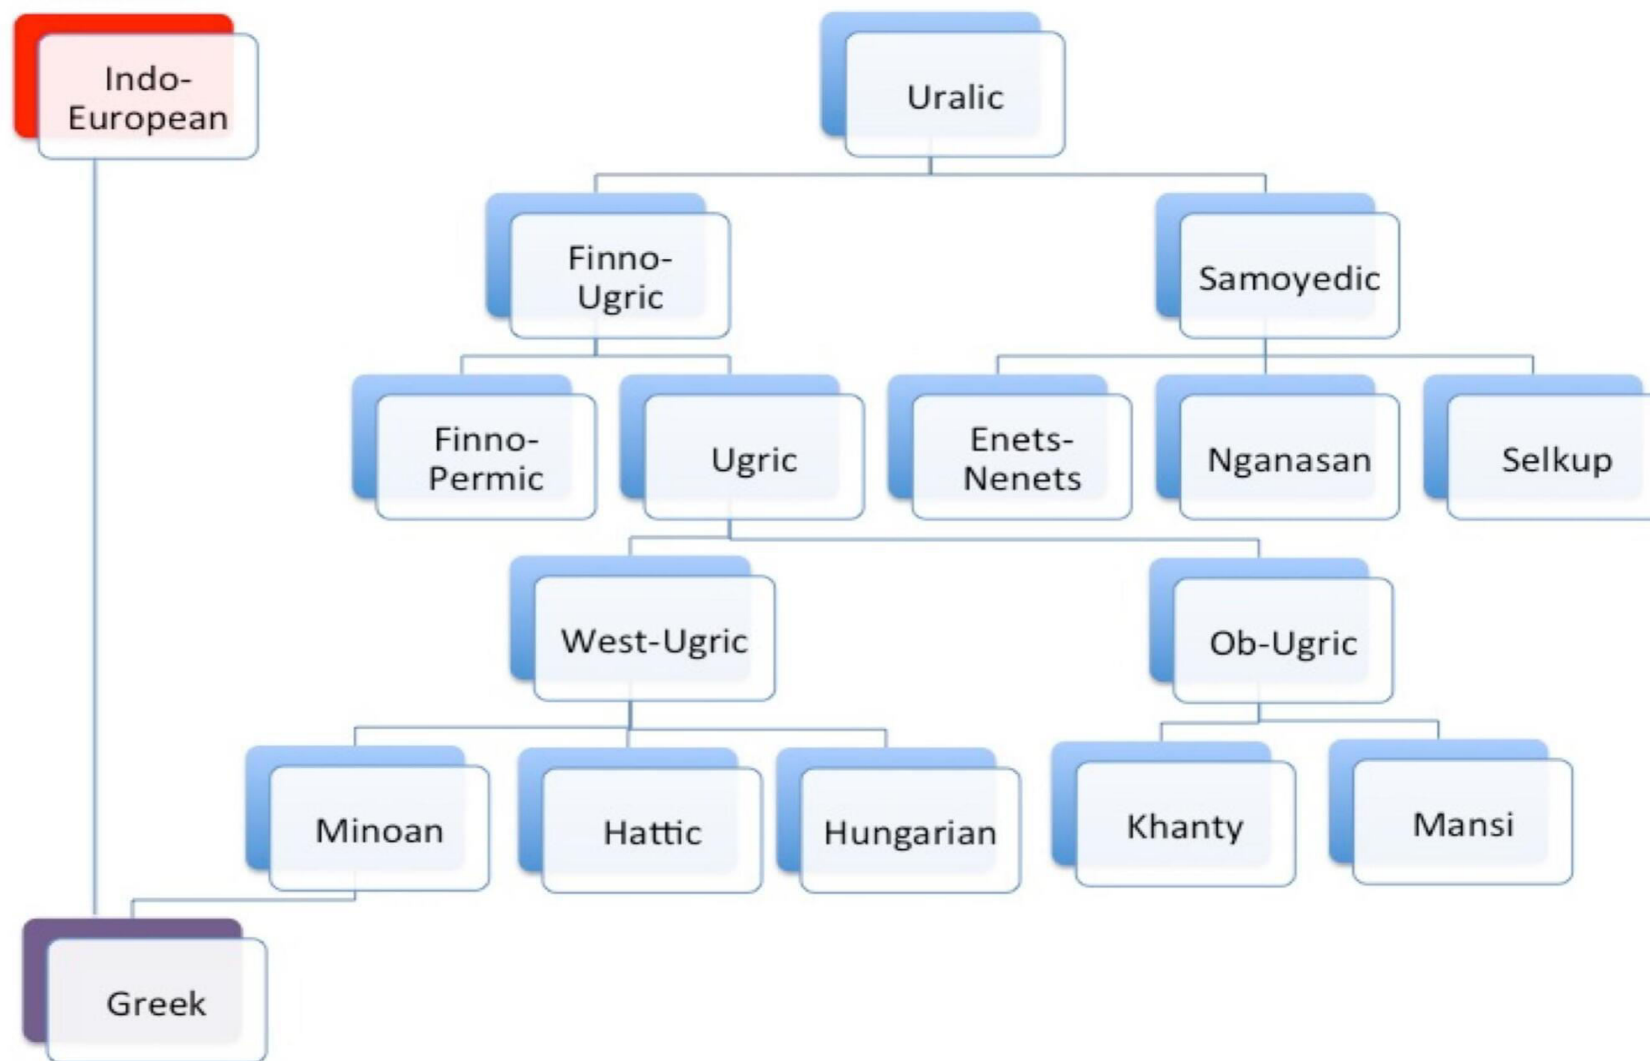 Indo-
European
Uralic
Finno-
Ugric
Samoyedic
Finno-
Permic
Ugric
Enets-
Nenets
Nganasan
Selkup
West-Ugric
Ob-Ugric
Minoan
Hattic
Hungarian
Khanty
Mansi
Greek